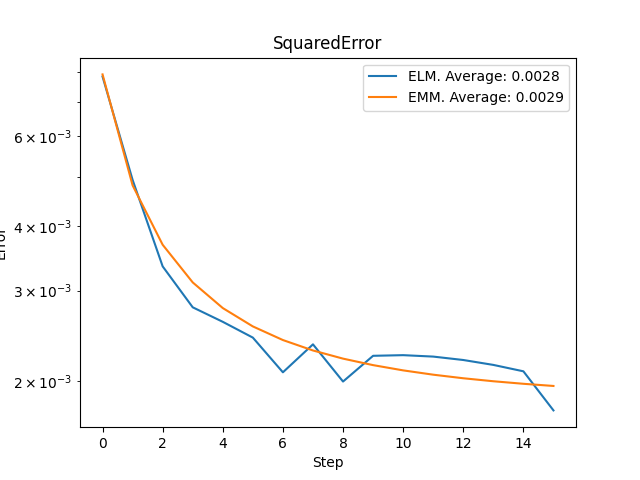 SquaredError
ELM. Average: 0.0028
EMM. Average: 0.0029
6 × 10⁻³
4 × 10⁻³
3 × 10⁻³
2 × 10⁻³
Error
0 2 4 6 8 10 12 14
Step